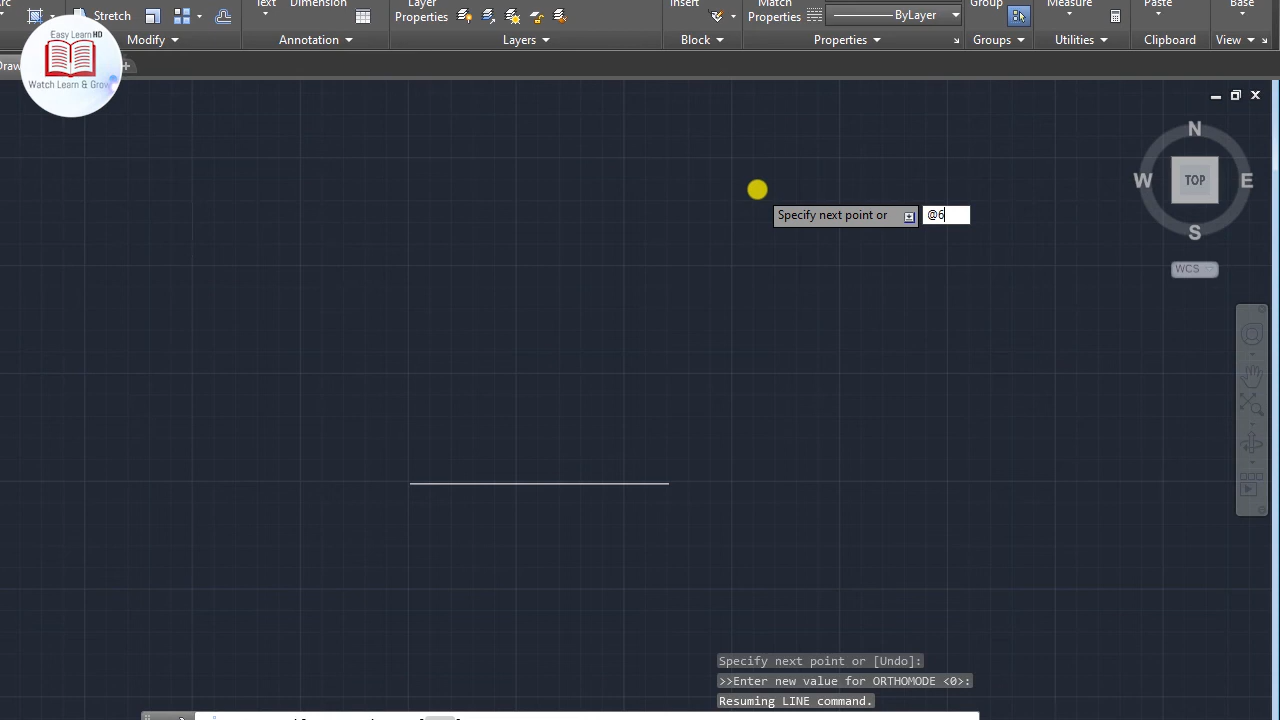 Text
Dimension
Insert
Match
Group
Measure
Paste
Base
Stretch
Layer
Properties
Properties
ByLayer
Modify
Annotation
Layers
Block
Properties
Groups
Utilities
Clipboard
View
Easy Learn HD
Watch Learn & Grow
N
W
TOP
E
S
WCS
Specify next point or
@6
Specify next point or [Undo]:
>>Enter new value for ORTHOMODE <0>:
Resuming LINE command.